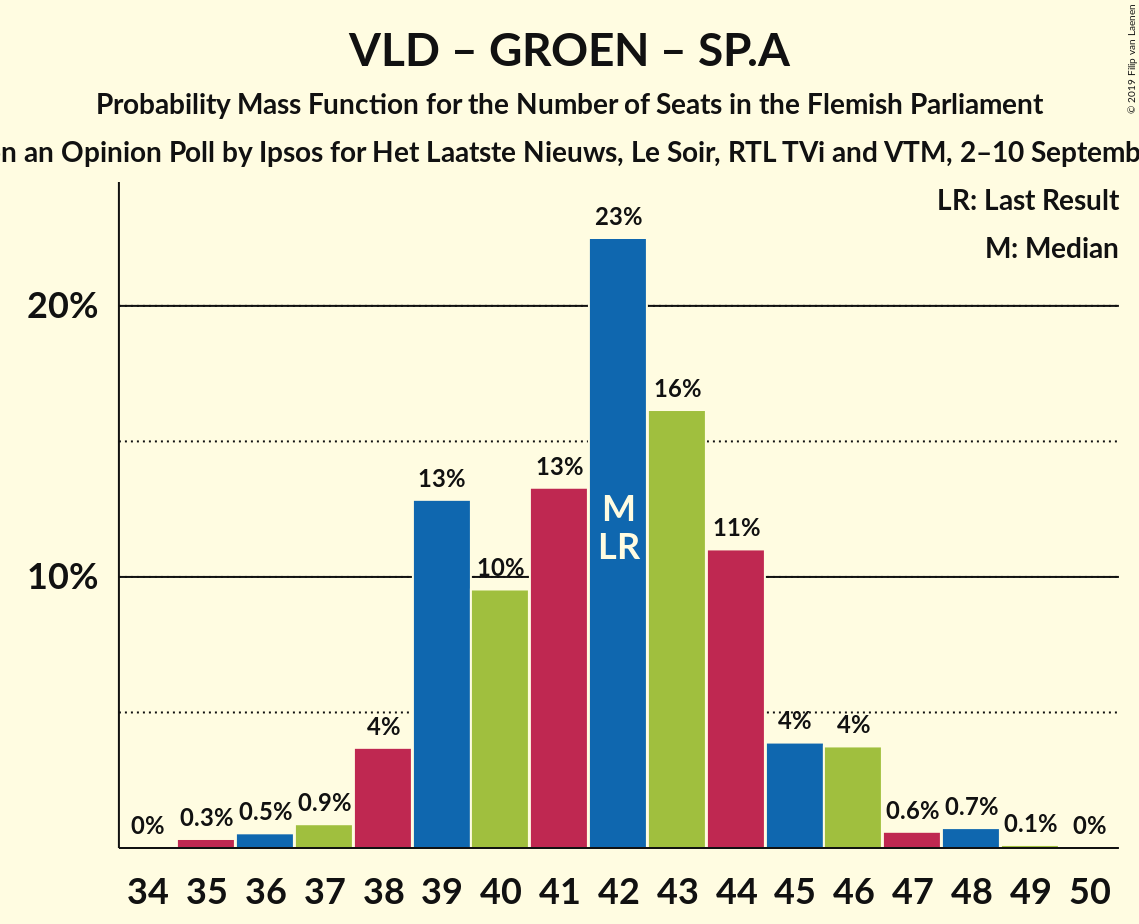 VLD – GROEN – SP.A
Probability Mass Function for the Number of Seats in the Flemish Parliament
n an Opinion Poll by Ipsos for Het Laatste Nieuws, Le Soir, RTL TVi and VTM, 2–10 Septemb
© 2019 Filip van Laenen
LR: Last Result
M: Median
20%
10%
0%
0.3%
0.5%
0.9%
4%
13%
10%
13%
23%
16%
11%
4%
4%
0.6%
0.7%
0.1%
0%
M
LR
34 35 36 37 38 39 40 41 42 43 44 45 46 47 48 49 50